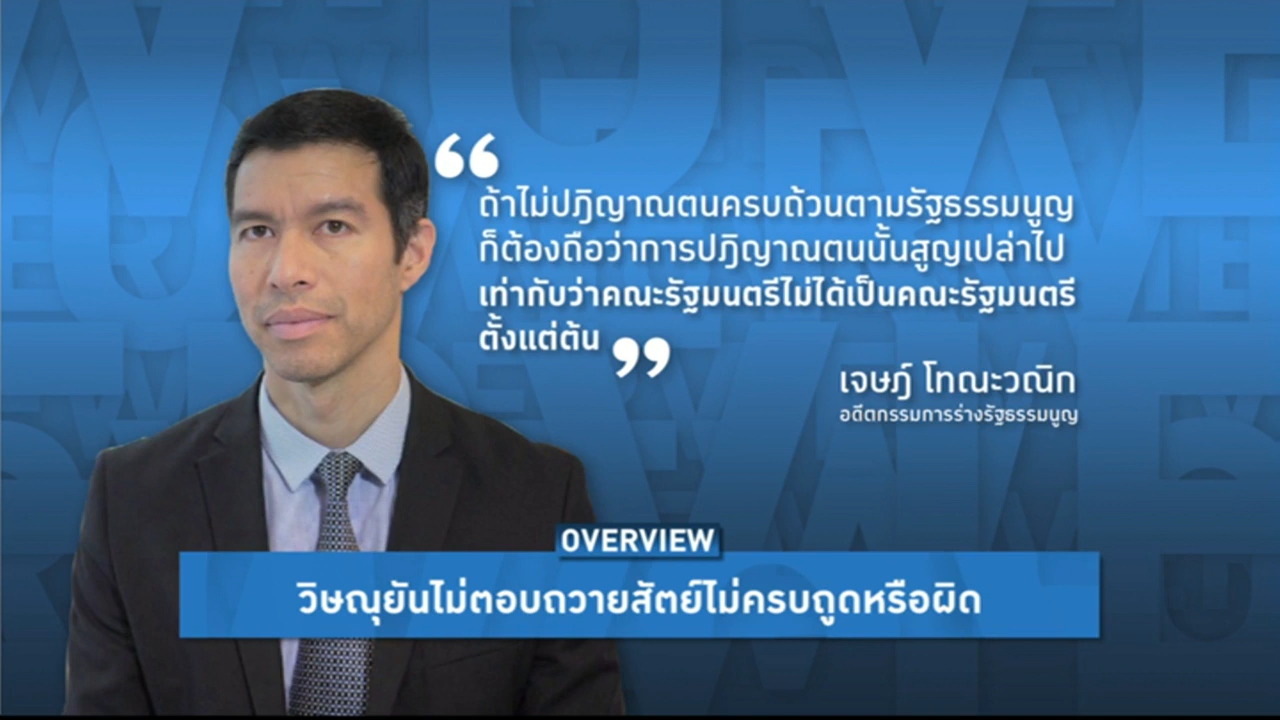 “
ถ้าไม่ปฏิญาณตนครบถ้วนตามรัฐธรรมนูญ
ก็ต้องถือว่าการปฏิญาณตนนั้นสูญเปล่าไป
เท่ากับว่าคณะรัฐมนตรีไม่ได้เป็นคณะรัฐมนตรี
ตั้งแต่ต้น ”
เจษฎ์ โทณะวณิก
อดีตกรรมการร่างรัฐธรรมนูญ
OVERVIEW
วิษณุยันไม่ตอบถวายสัตย์ไม่ครบถูดหรือผิด